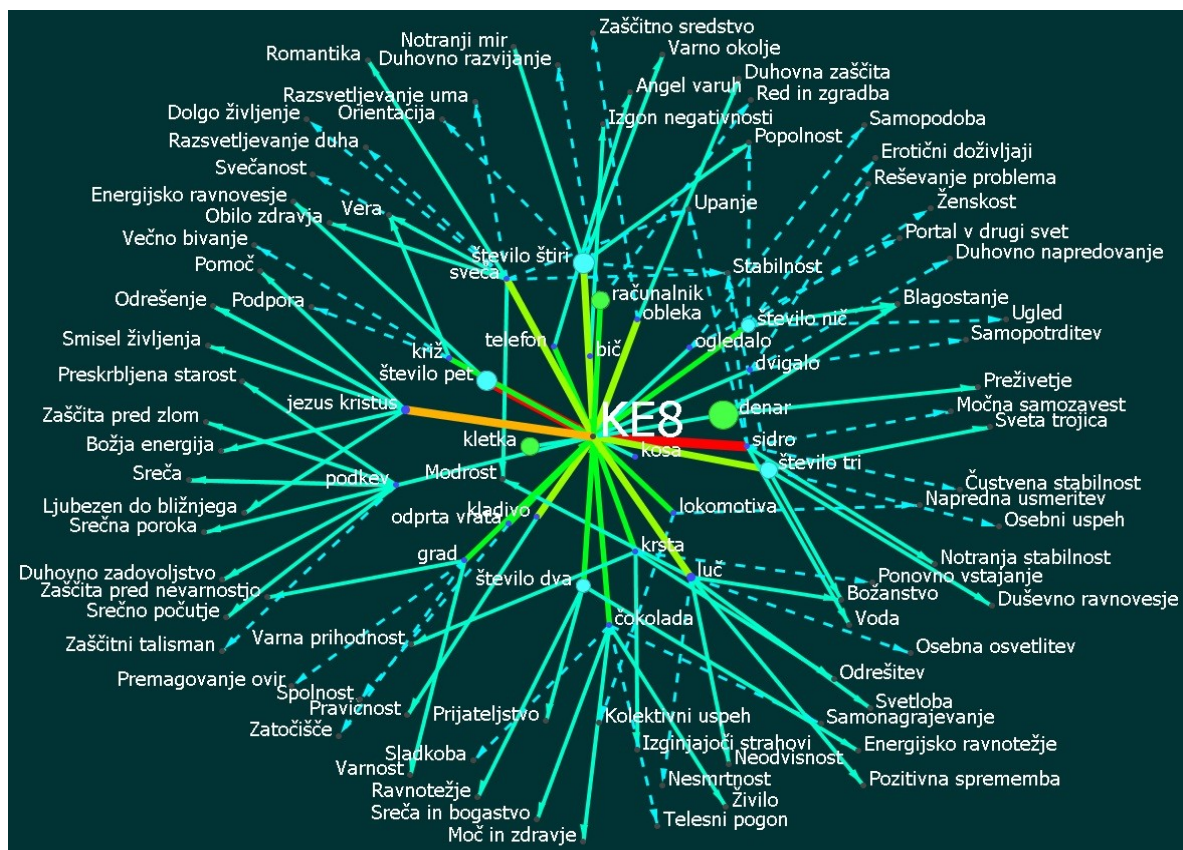 Zaščitno sredstvo
Notranji mir
Varno okolje
Romantika
Duhovno razvijanje
Duhovna zaščita
Angel varuh
Razsvetljevanje uma
Red in zgradba
Dolgo življenje
Orientacija
Izgon negativnosti
Samopodoba
Popolnost
Razsvetljevanje duha
Erotični doživljaji
Svečanost
Reševanje problema
Energijsko ravnovesje
Ženskost
Obilo zdravja
Vera
Upanje
Portal v drugi svet
Večno bivanje
Duhovno napredovanje
število štiri
Pomoč
sveča
Stabilnost
računalnik
Odrešenje
Podpora
Blagostanje
obleka
število nič
Ugled
Smisel življenja
telefon
ogledalo
Samopotrditev
križ
bič
dvigalo
Preskrbljena starost
število pet
Preživetje
jezus kristus
KE8
denar
Močna samozavest
Zaščita pred zlom
Sveta trojica
Božja energija
kletka
sidro
kosa
število tri
Sreča
podkev
Modrost
Čustvena stabilnost
Ljubezen do bližnjega
Napredna usmeritev
kladivo
lokomotiva
Srečna poroka
odprta vrata
Osebni uspeh
krsta
grad
Notranja stabilnost
Duhovno zadovoljstvo
luč
število dva
Ponovno vstajanje
Zaščita pred nevarnostjo
Božanstvo
Duševno ravnovesje
Srečno počutje
čokolada
Voda
Zaščitni talisman
Varna prihodnost
Osebna osvetlitev
Odrešitev
Premagovanje ovir
Spolnost
Svetloba
Pravičnost
Prijateljstvo
Kolektivni uspeh
Samonagrajevanje
Zatočišče
Izginjajoči strahovi
Energijsko ravnotežje
Sladkoba
Neodvisnost
Varnost
Nesmrtnost
Pozitivna sprememba
Ravnotežje
Živilo
Sreča in bogastvo
Telesni pogon
Moč in zdravje